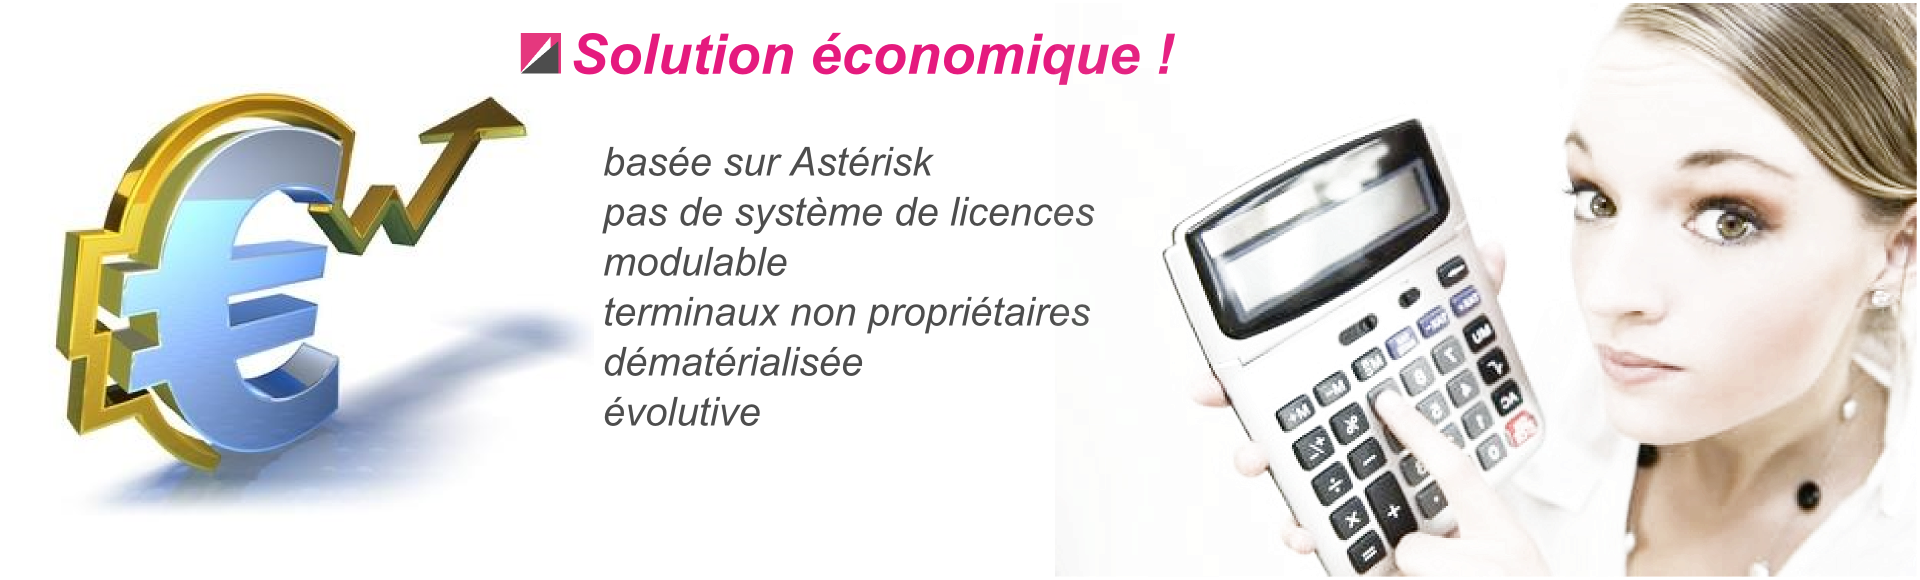 Solution économique !
basée sur Astérisk
pas de système de licences
modulable
terminaux non propriétaires
dématérialisée
évolutive